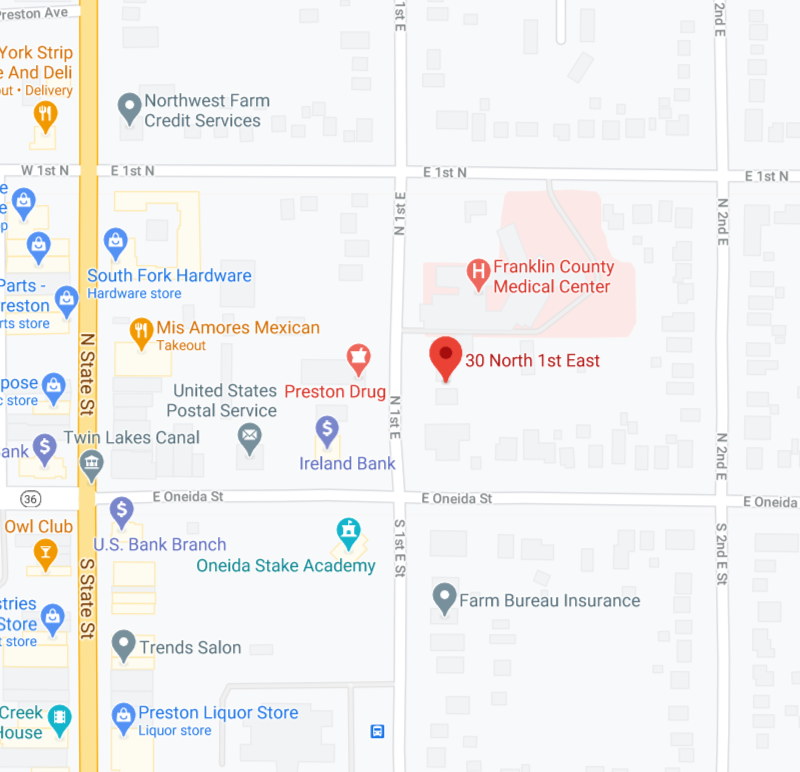 Preston Ave
1st E
2nd E
York Strip
e And Deli
out • Delivery
Northwest Farm
Credit Services
W 1st N
E 1st N
E 1st N
E 1st N
e
e
p
N 1st E
N 2nd E
South Fork Hardware
Hardware store
Franklin County
Medical Center
Parts -
reston
rts store
Mis Amores Mexican
Takeout
N State St
30 North 1st East
Preston Drug
United States
Postal Service
pose
c store
N 1st E
Twin Lakes Canal
ank
Ireland Bank
N 2nd E
36
E Oneida St
E Oneida St
E Oneida
Owl Club
U.S. Bank Branch
Oneida Stake Academy
S 1st E St
S 2nd E St
S State St
stries
Store
t store
Farm Bureau Insurance
Trends Salon
Creek
House
Preston Liquor Store
Liquor store